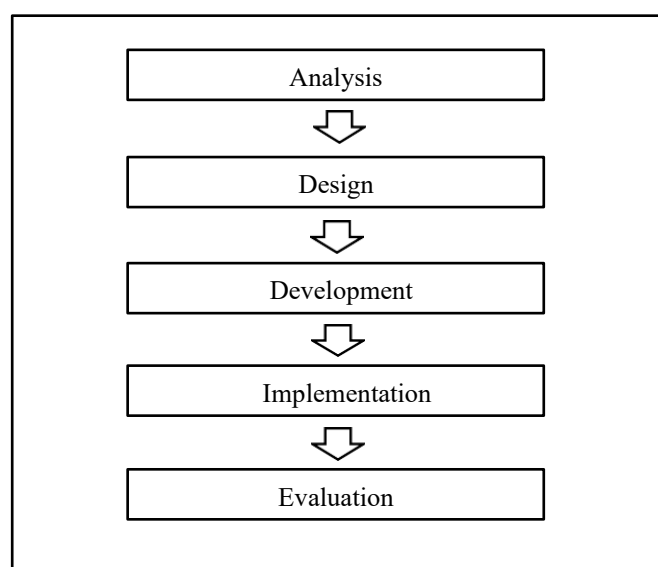 Analysis
Design
Development
Implementation
Evaluation